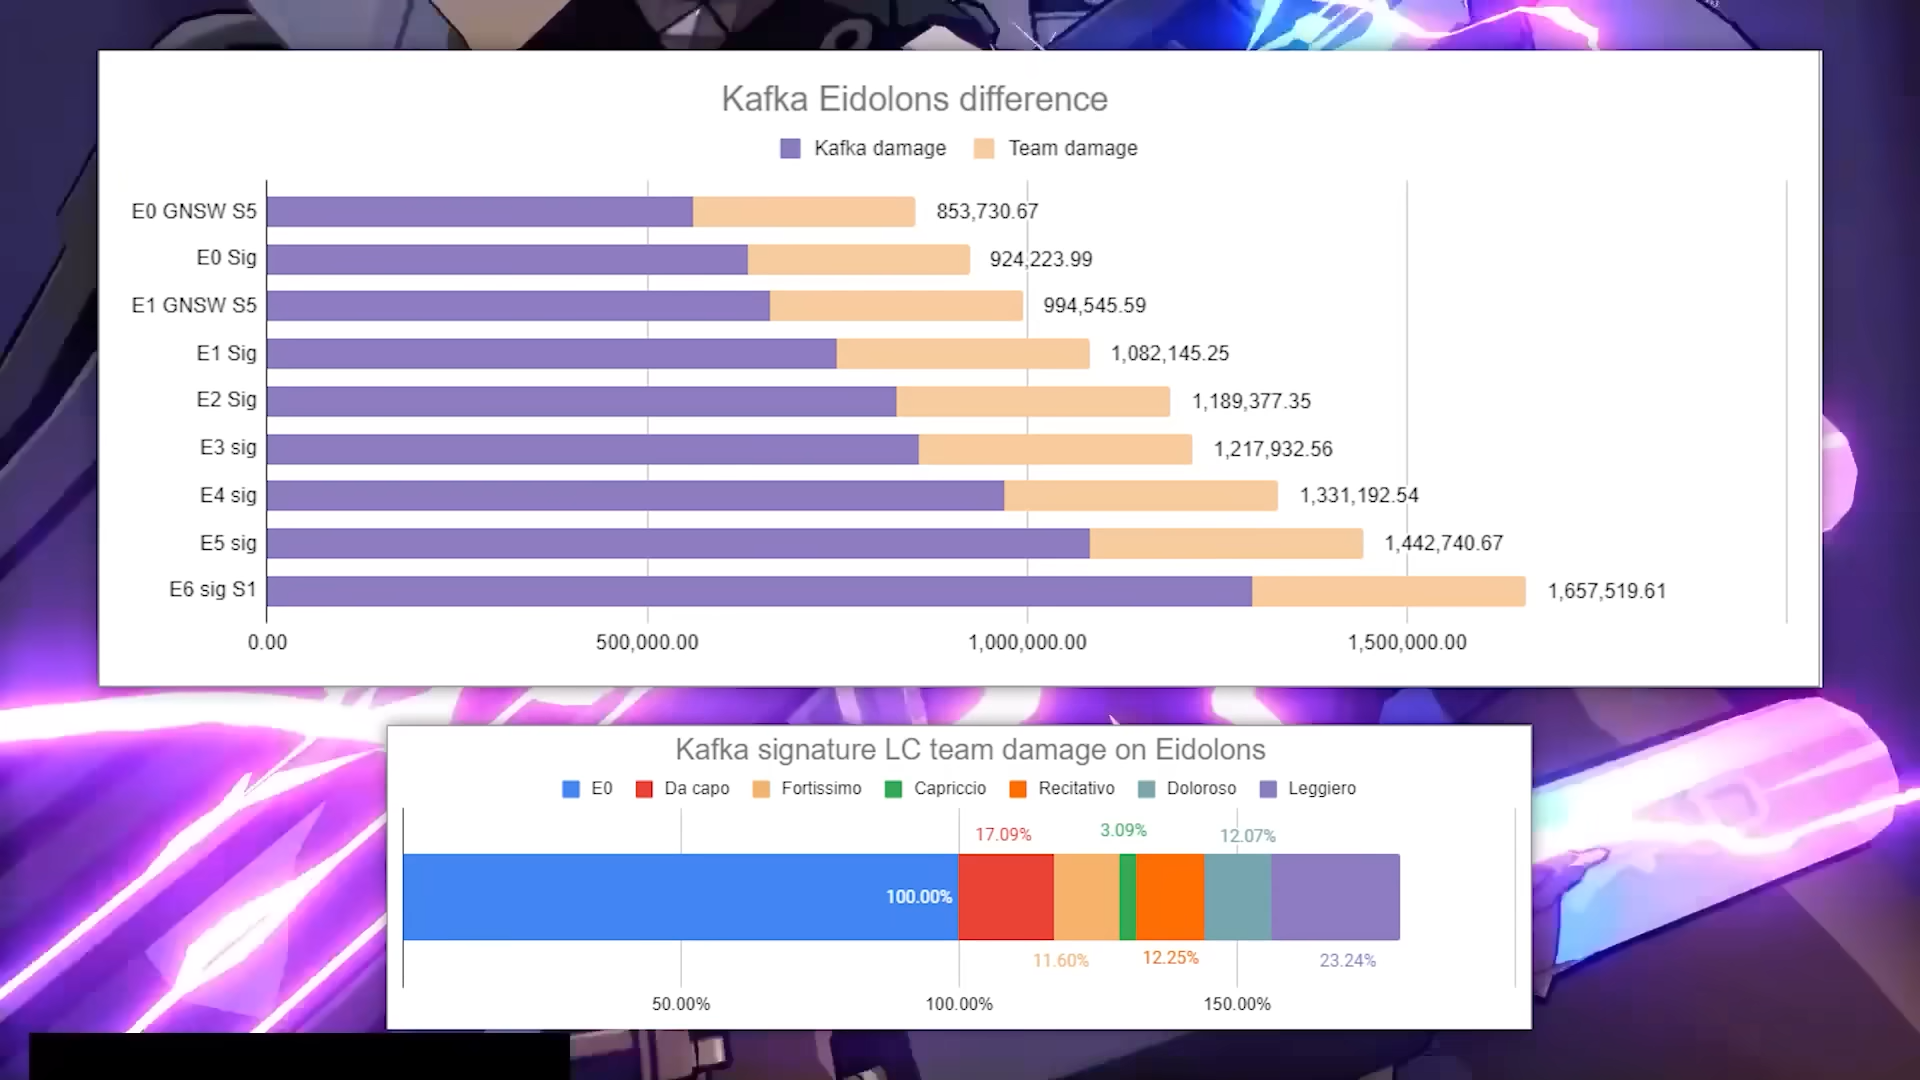 Kafka Eidolons difference
Kafka damage Team damage
E0 GNSW S5 853,730.67
E0 Sig 924,223.99
E1 GNSW S5 994,545.59
E1 Sig 1,082,145.25
E2 Sig 1,189,377.35
E3 sig 1,217,932.56
E4 sig 1,331,192.54
E5 sig 1,442,740.67
E6 sig S1 1,657,519.61
0.00 500,000.00 1,000,000.00 1,500,000.00
Kafka signature LC team damage on Eidolons
E0 Da capo Fortissimo Capriccio Recitativo Doloroso Leggiero
17.09% 3.09% 12.07%
100.00%
11.60% 12.25% 23.24%
50.00% 100.00% 150.00%